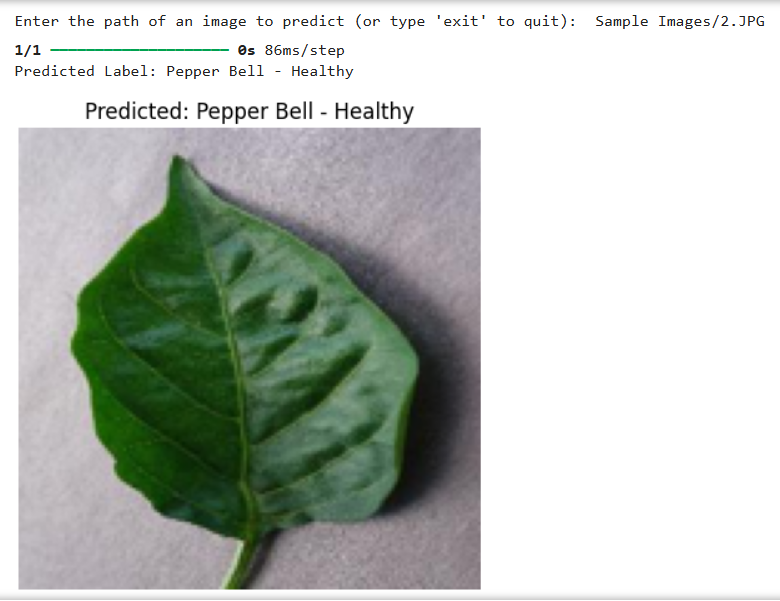 Enter the path of an image to predict (or type 'exit' to quit):  Sample Images/2.JPG
1/1 ━━━━━━━━━━━━━━━━━━━━ 0s 86ms/step
Predicted Label: Pepper Bell - Healthy
Predicted: Pepper Bell - Healthy